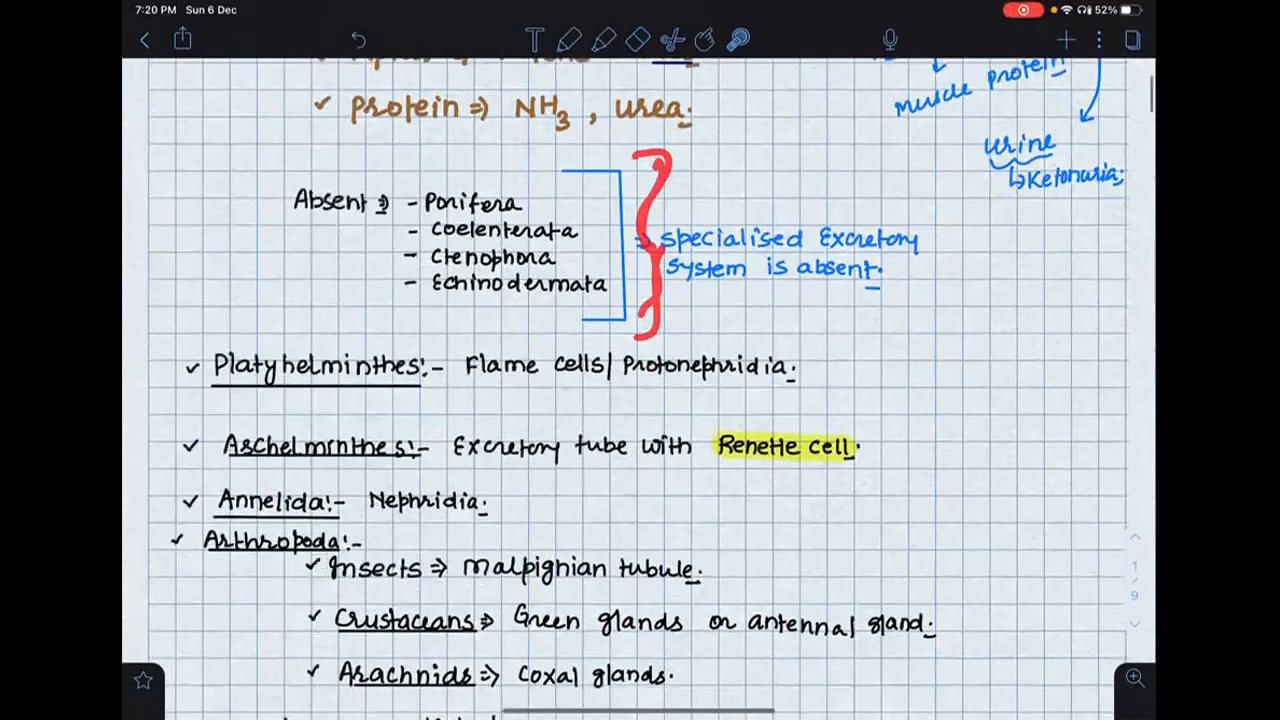 7:20 PM Sun 6 Dec
52%
muscle protein
✓ Protein ⇒ NH3 , urea.
urine
↳ Ketonuria;
Absent ⇒ - Porifera
- Coelenterata
- Ctenophora
- Echinodermata
→ specialised Excretory
system is absent.
✓ Platyhelminthes:- Flame cells/ Protonephridia.
✓ Aschelminthes:- Excretory tube with Renette cell.
✓ Annelida:- Nephridia.
✓ Arthropoda:-
✓ Insects ⇒ malpighian tubule.
✓ Crustaceans ⇒ Green glands or antennal gland.
✓ Arachnids ⇒ coxal glands.
1
9